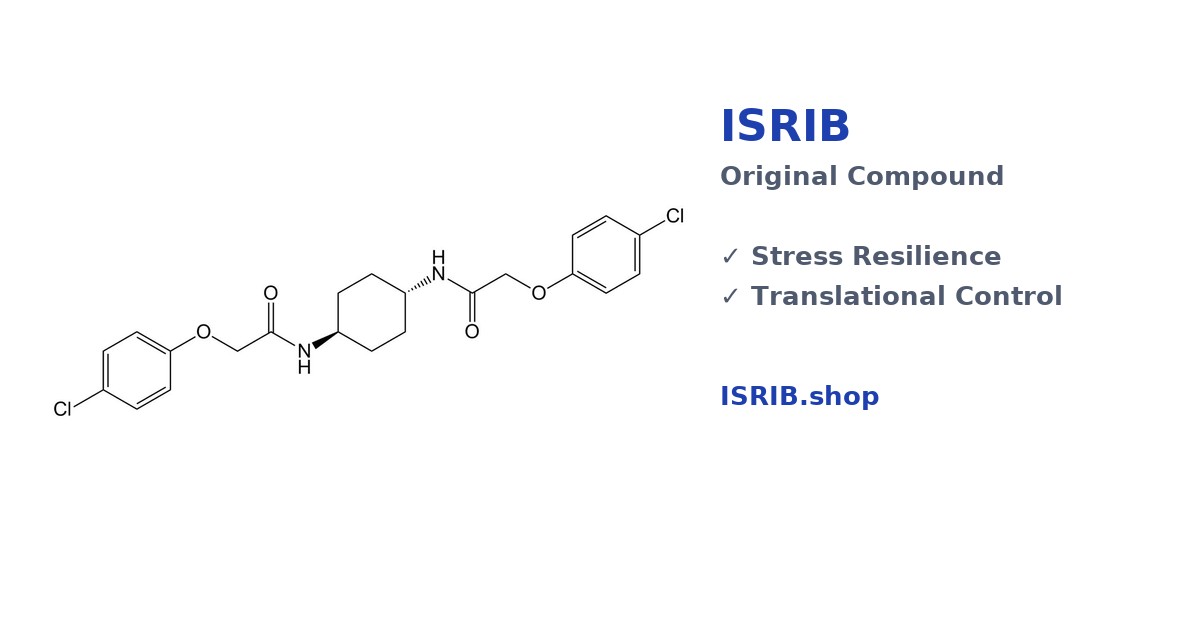 ISRIB
Original Compound
✓ Stress Resilience
✓ Translational Control
ISRIB.shop
Cl
O
N
H
O
H
N
O
O
Cl